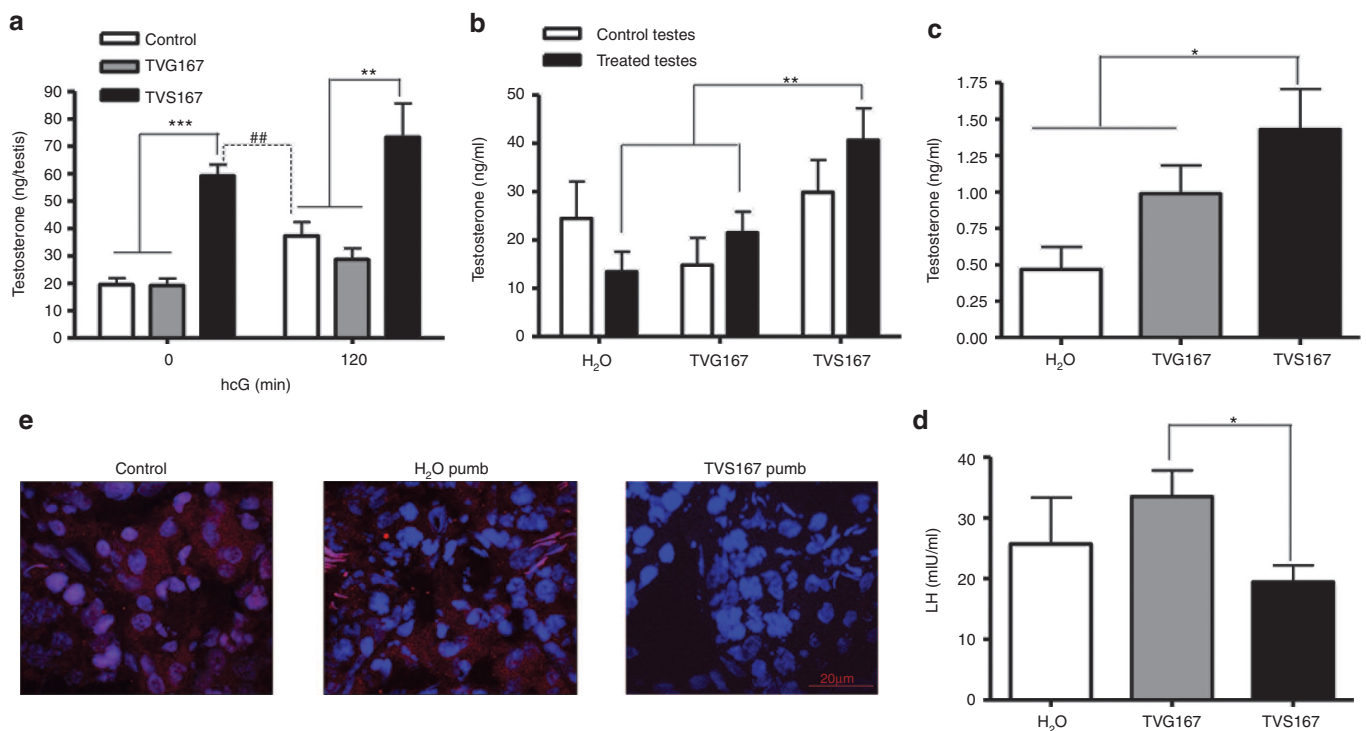 a
Control
TVG167
TVS167
Testosterone (ng/testis)
90
80
70
60
50
40
30
20
10
0
***
##
**
0
120
hcG (min)
b
Control testes
Treated testes
Testosterone (ng/ml)
50
40
30
20
10
0
**
H₂O
TVG167
TVS167
c
Testosterone (ng/ml)
1.75
1.50
1.25
1.00
0.75
0.50
0.25
0.00
*
H₂O
TVG167
TVS167
e
Control
H₂O pumb
TVS167 pumb
20μm
d
LH (mIU/ml)
40
30
20
10
0
*
H₂O
TVG167
TVS167